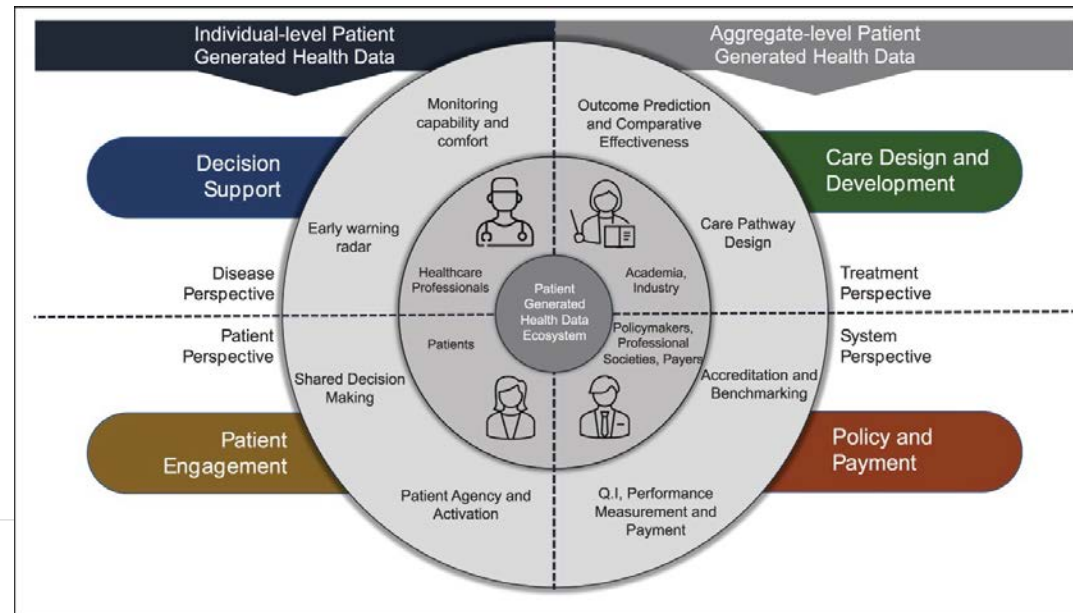 Individual-level Patient
Generated Health Data
Aggregate-level Patient
Generated Health Data
Monitoring
capability and
comfort
Outcome Prediction
and Comparative
Effectiveness
Decision
Support
Care Design and
Development
Early warning
radar
Care Pathway
Design
Healthcare
Professionals
Academia,
Industry
Disease
Perspective
Treatment
Perspective
Patient
Generated
Health Data
Ecosystem
Patient
Perspective
System
Perspective
Patients
Policymakers,
Professional
Societies, Payers
Shared Decision
Making
Accreditation and
Benchmarking
Patient
Engagement
Policy and
Payment
Patient Agency and
Activation
Q.I, Performance
Measurement and
Payment